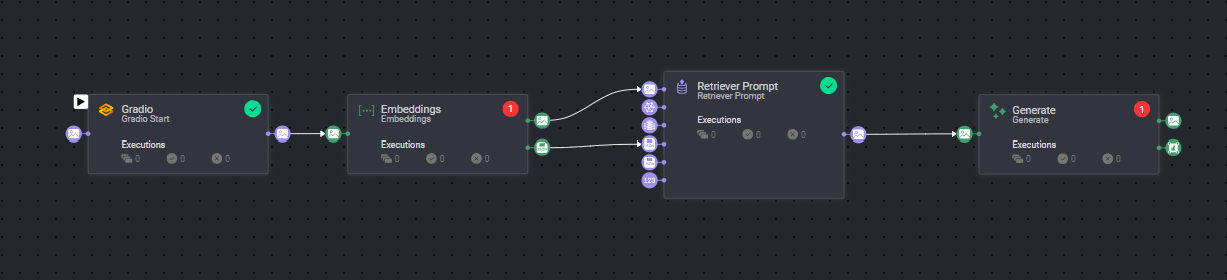 Gradio
Gradio Start
Executions
0 0 0
Embeddings
Embeddings
1
Executions
0 0 0
Retriever Prompt
Retriever Prompt
Executions
0 0 0
123
Generate
Generate
1
Executions
0 0 0